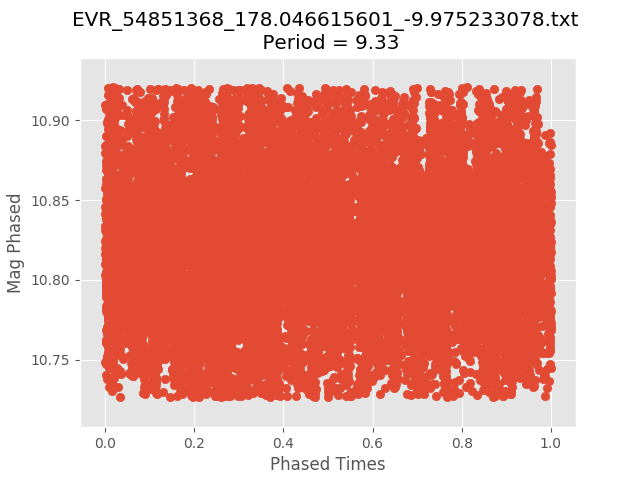 EVR_54851368_178.046615601_-9.975233078.txt
Period = 9.33
Mag Phased
10.90
10.85
10.80
10.75
0.0 0.2 0.4 0.6 0.8 1.0
Phased Times